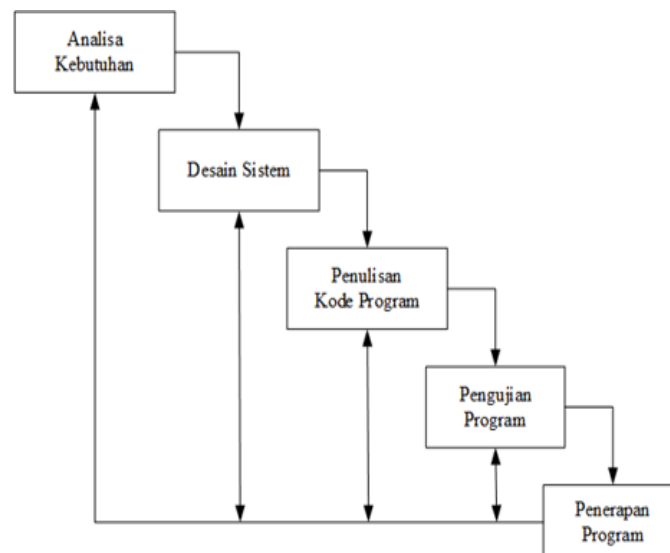 Analisa
Kebutuhan
Desain Sistem
Penulisan
Kode Program
Pengujian
Program
Penerapan
Program